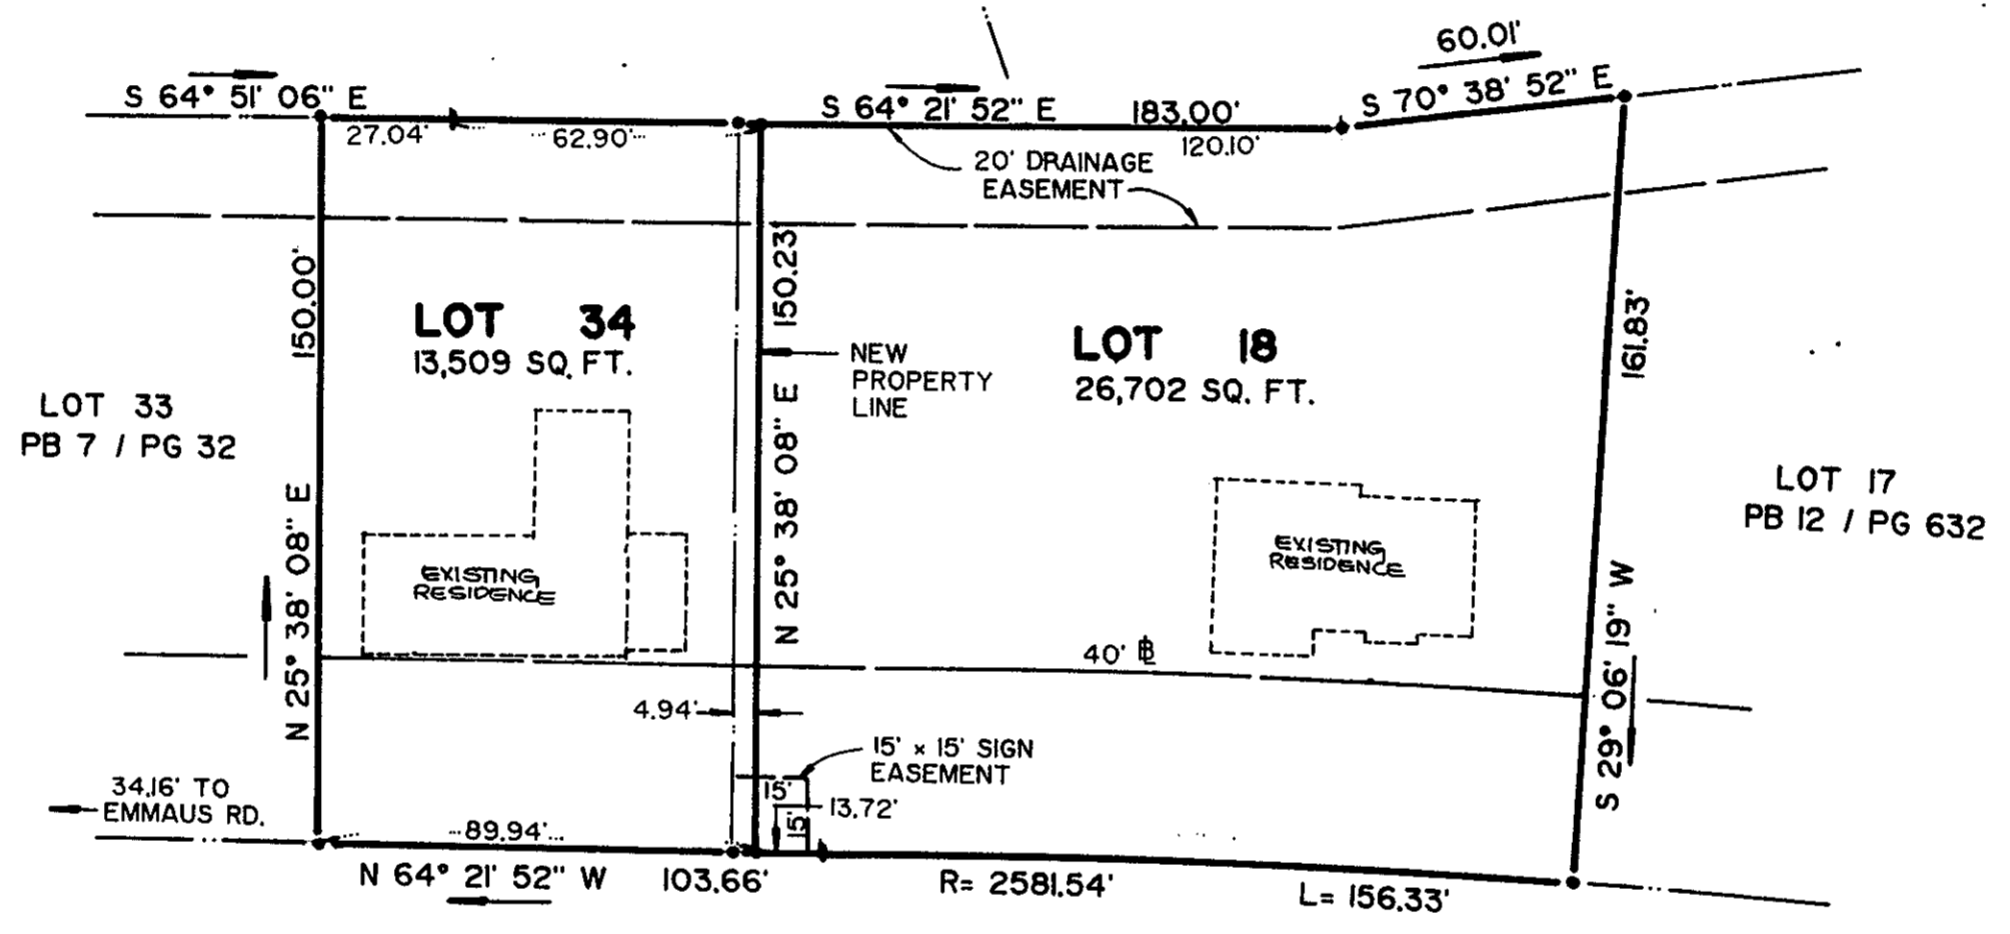 60.01'
S 64° 51' 06" E
S 64° 21' 52" E
183.00'
S 70° 38' 52" E
27.04'
62.90'
120.10'
20' DRAINAGE
EASEMENT
150.00'
150.23
161.83'
LOT 34
13,509 SQ. FT.
NEW
PROPERTY
LINE
LOT 18
26,702 SQ. FT.
LOT 33
PB 7 / PG 32
N 25° 38' 08" E
N 25° 38' 08" E
LOT 17
PB 12 / PG 632
EXISTING
RESIDENCE
EXISTING
RESIDENCE
S 29° 06' 19" W
40' BL
4.94'
15' x 15' SIGN
EASEMENT
34.16' TO
EMMAUS RD.
15'
15'
13.72'
89.94'
N 64° 21' 52" W
103.66'
R= 2581.54'
L= 156.33'